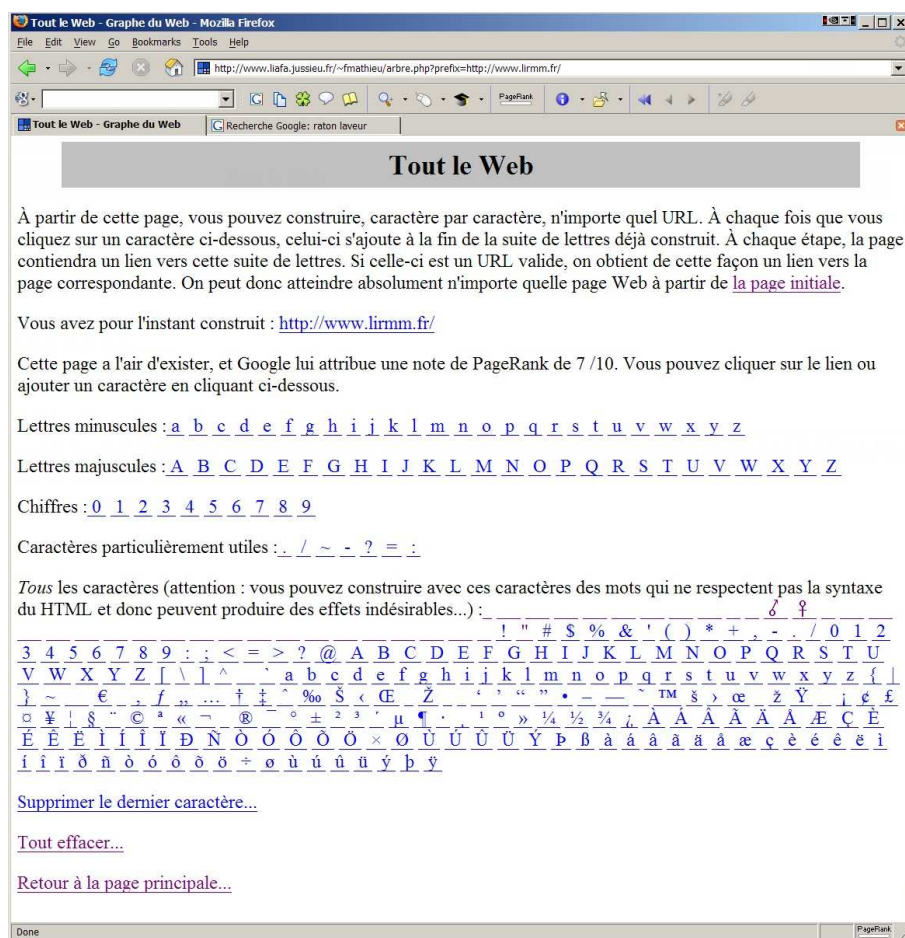 Tout le Web - Graphe du Web - Mozilla Firefox
File Edit View Go Bookmarks Tools Help
http://www.liafa.jussieu.fr/~fmathieu/arbre.php?prefix=http://www.lirmm.fr/
PageRank
Tout le Web - Graphe du Web Recherche Google: raton laveur
Tout le Web
À partir de cette page, vous pouvez construire, caractère par caractère, n'importe quel URL. À chaque fois que vous
cliquez sur un caractère ci-dessous, celui-ci s'ajoute à la fin de la suite de lettres déjà construit. À chaque étape, la page
contiendra un lien vers cette suite de lettres. Si celle-ci est un URL valide, on obtient de cette façon un lien vers la
page correspondante. On peut donc atteindre absolument n'importe quelle page Web à partir de la page initiale.
Vous avez pour l'instant construit : http://www.lirmm.fr/
Cette page a l'air d'exister, et Google lui attribue une note de PageRank de 7 /10. Vous pouvez cliquer sur le lien ou
ajouter un caractère en cliquant ci-dessous.
Lettres minuscules : a b c d e f g h i j k l m n o p q r s t u v w x y z
Lettres majuscules : A B C D E F G H I J K L M N O P Q R S T U V W X Y Z
Chiffres : 0 1 2 3 4 5 6 7 8 9
Caractères particulièrement utiles : . / ~ - ? = :
Tous les caractères (attention : vous pouvez construire avec ces caractères des mots qui ne respectent pas la syntaxe
du HTML et donc peuvent produire des effets indésirables...) : ♂ ♀
! " # $ % & ' ( ) * + , - . / 0 1 2
3 4 5 6 7 8 9 : ; < = > ? @ A B C D E F G H I J K L M N O P Q R S T U
V W X Y Z [ \ ] ^ _ ` a b c d e f g h i j k l m n o p q r s t u v w x y z { |
} ~ € ‚ ƒ „ … † ‡ ˆ ‰ Š ‹ Œ Ž ‘ ’ “ ” • – — ˜ ™ š › œ ž Ÿ ¡ ¢ £
¤ ¥ ¦ § ¨ © ª « ¬ ® ¯ ° ± ² ³ ´ µ ¶ · ¸ ¹ º » ¼ ½ ¾ ¿ À Á Â Ã Ä Å Æ Ç È
É Ê Ë Ì Í Î Ï Ð Ñ Ò Ó Ô Õ Ö × Ø Ù Ú Û Ü Ý Þ ß à á â ã ä å æ ç è é ê ë ì
í î ï ð ñ ò ó ô õ ö ÷ ø ù ú û ü ý þ ÿ
Supprimer le dernier caractère...
Tout effacer...
Retour à la page principale...
Done PageRank